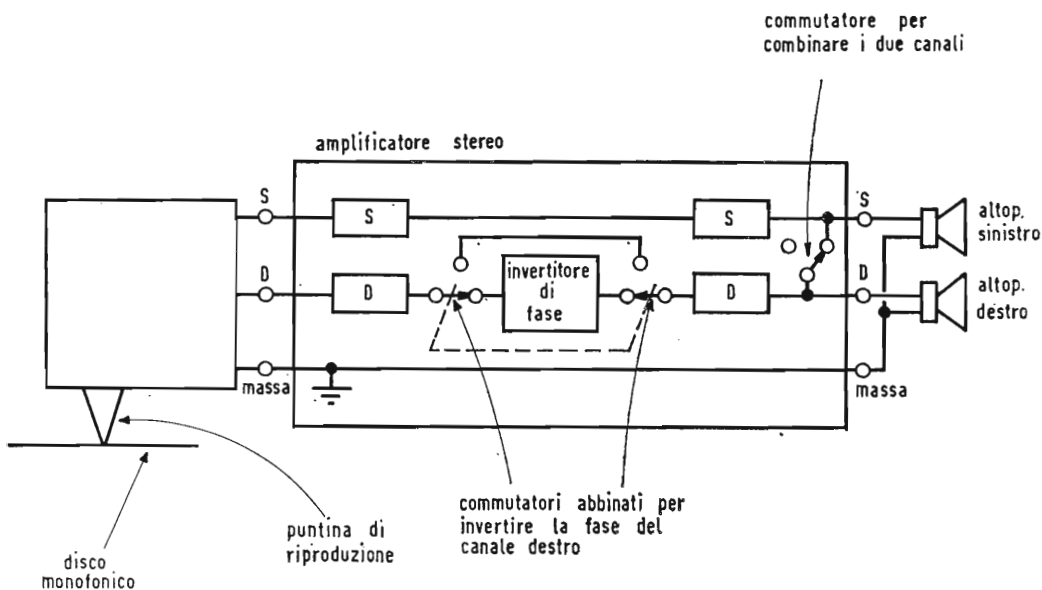 commutatore per
combinare i due canali
amplificatore stereo
S
S
S
S
altop.
sinistro
D
D
invertitore
di
fase
D
D
altop.
destro
massa
massa
commutatori abbinati per
invertire la fase del
canale destro
puntina di
riproduzione
disco
monofonico